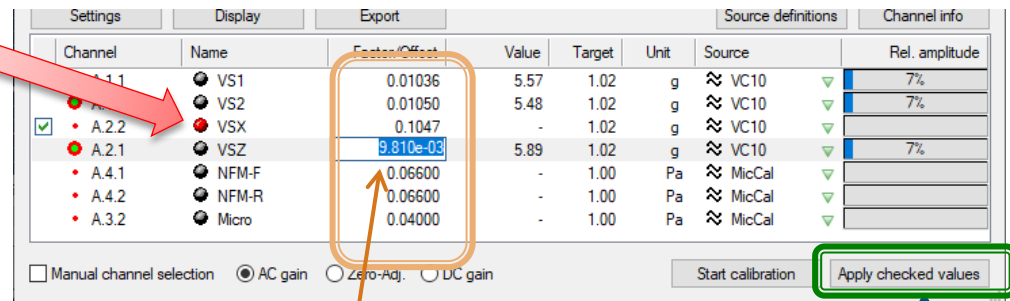 Settings Display Export Source definitions Channel info
Channel Name Factor/Offset Value Target Unit Source Rel. amplitude
A.1.1 VS1 0.01036 5.57 1.02 g VC10 7%
VS2 0.01050 5.48 1.02 g VC10 7%
A.2.2 VSX 0.1047 - 1.02 g VC10
A.2.1 VSZ 9.810e-03 5.89 1.02 g VC10 7%
A.4.1 NFM-F 0.06600 - 1.00 Pa MicCal
A.4.2 NFM-R 0.06600 - 1.00 Pa MicCal
A.3.2 Micro 0.04000 - 1.00 Pa MicCal
Manual channel selection AC gain Zero-Adj. DC gain Start calibration Apply checked values